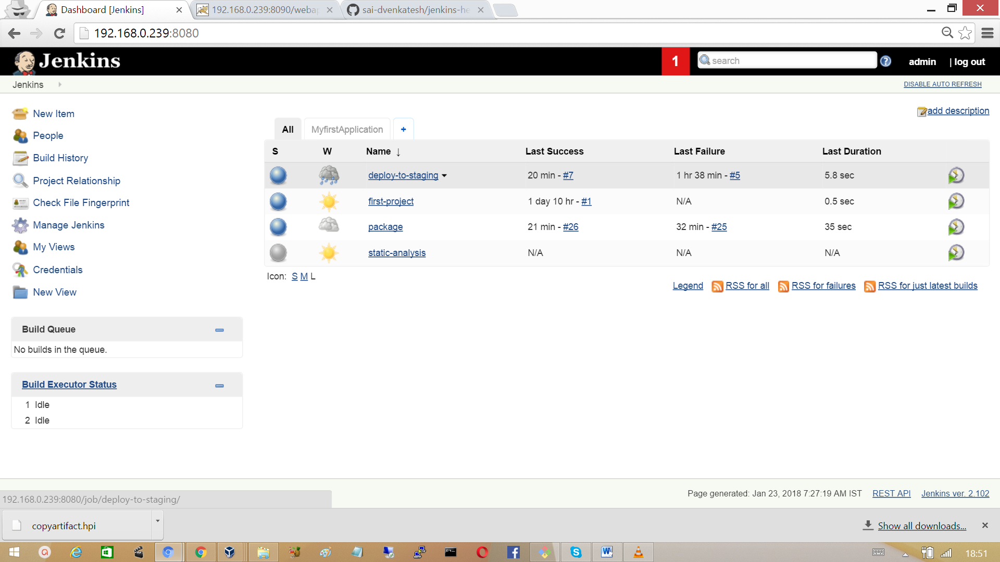 Dashboard [Jenkins]
192.168.0.239:8090/weba
sai-dvenkatesh/jenkins-he
192.168.0.239:8080
Jenkins
1
search
admin
| log out
Jenkins
DISABLE AUTO REFRESH
New Item
People
Build History
Project Relationship
Check File Fingerprint
Manage Jenkins
My Views
Credentials
New View
Build Queue
No builds in the queue.
Build Executor Status
1 Idle
2 Idle
add description
All MyfirstApplication +
S W Name ↓ Last Success Last Failure Last Duration
deploy-to-staging 20 min - #7 1 hr 38 min - #5 5.8 sec
first-project 1 day 10 hr - #1 N/A 0.5 sec
package 21 min - #26 32 min - #25 35 sec
static-analysis N/A N/A N/A
Icon: S M L
Legend RSS for all RSS for failures RSS for just latest builds
Page generated: Jan 23, 2018 7:27:19 AM IST REST API Jenkins ver. 2.102
192.168.0.239:8080/job/deploy-to-staging/
copyartifact.hpi
Show all downloads...
18:51